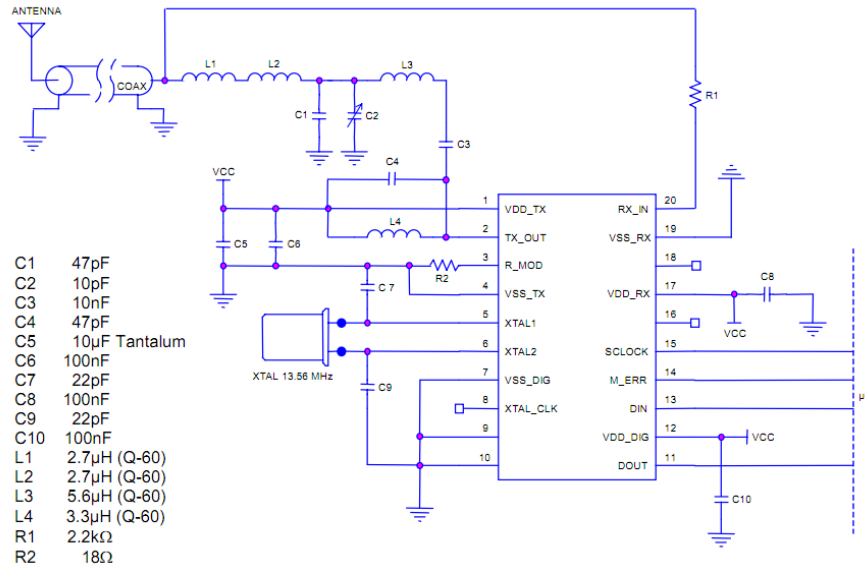 ANTENNA
COAX
L1
L2
L3
C1
C2
C3
R1
C4
VCC
L4
C5
C6
R2
C 7
XTAL 13.56 MHz
C9
1 VDD_TX
2 TX_OUT
3 R_MOD
4 VSS_TX
5 XTAL1
6 XTAL2
7 VSS_DIG
8 XTAL_CLK
9
10
RX_IN 20
VSS_RX 19
18
VDD_RX 17
16
SCLOCK 15
M_ERR 14
DIN 13
VDD_DIG 12
DOUT 11
C8
VCC
VCC
C10
µ
C1 47pF
C2 10pF
C3 10nF
C4 47pF
C5 10µF Tantalum
C6 100nF
C7 22pF
C8 100nF
C9 22pF
C10 100nF
L1 2.7µH (Q-60)
L2 2.7µH (Q-60)
L3 5.6µH (Q-60)
L4 3.3µH (Q-60)
R1 2.2kΩ
R2 18Ω